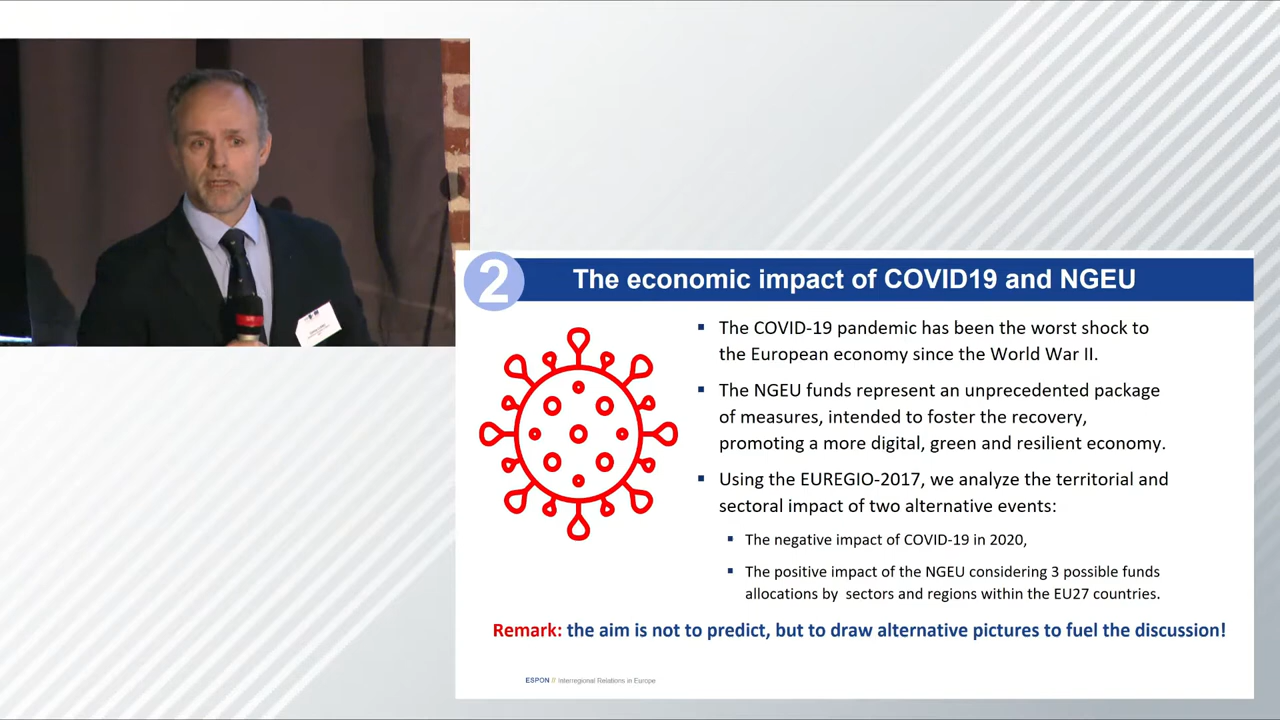 2
The economic impact of COVID19 and NGEU
▪ The COVID-19 pandemic has been the worst shock to
the European economy since the World War II.
▪ The NGEU funds represent an unprecedented package
of measures, intended to foster the recovery,
promoting a more digital, green and resilient economy.
▪ Using the EUREGIO-2017, we analyze the territorial and
sectoral impact of two alternative events:
▪ The negative impact of COVID-19 in 2020,
▪ The positive impact of the NGEU considering 3 possible funds
allocations by sectors and regions within the EU27 countries.
Remark: the aim is not to predict, but to draw alternative pictures to fuel the discussion!
ESPON // Interregional Relations in Europe